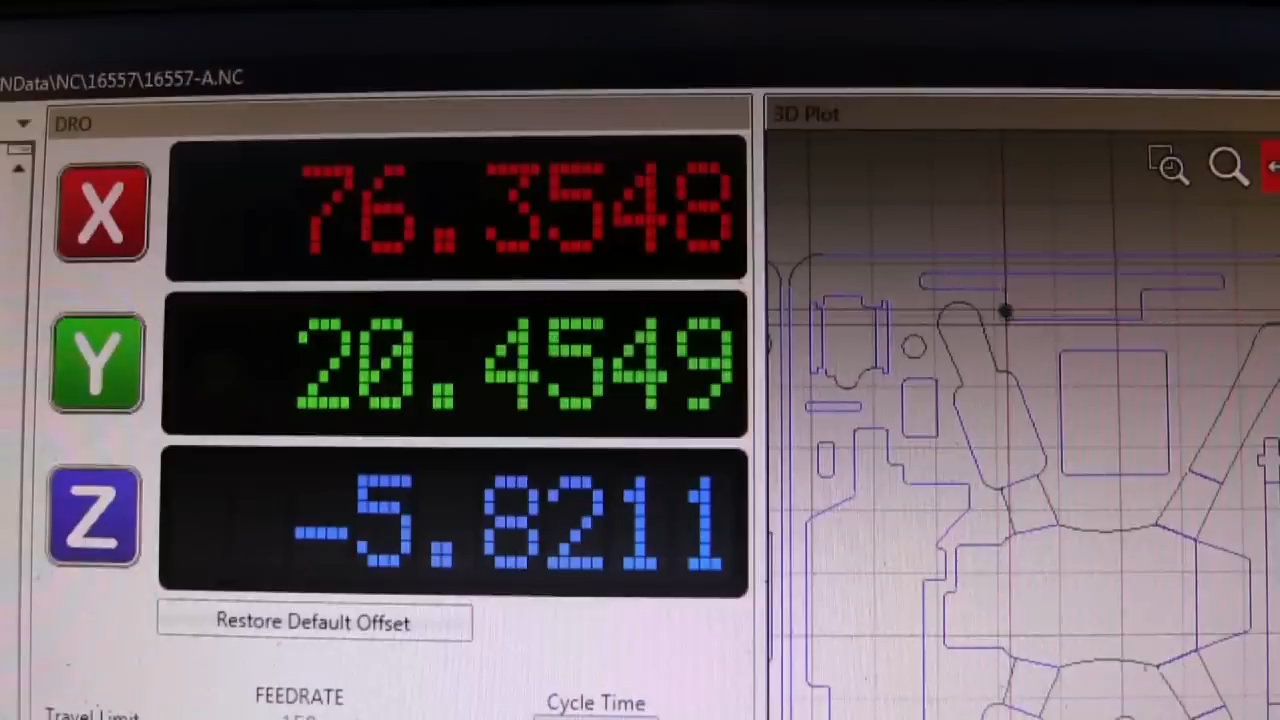 NData\NC\16557\16557-A.NC
DRO
3D Plot
X
76.3548
Y
20.4549
Z
-5.8211
Restore Default Offset
FEEDRATE
Cycle Time
Travel Limit